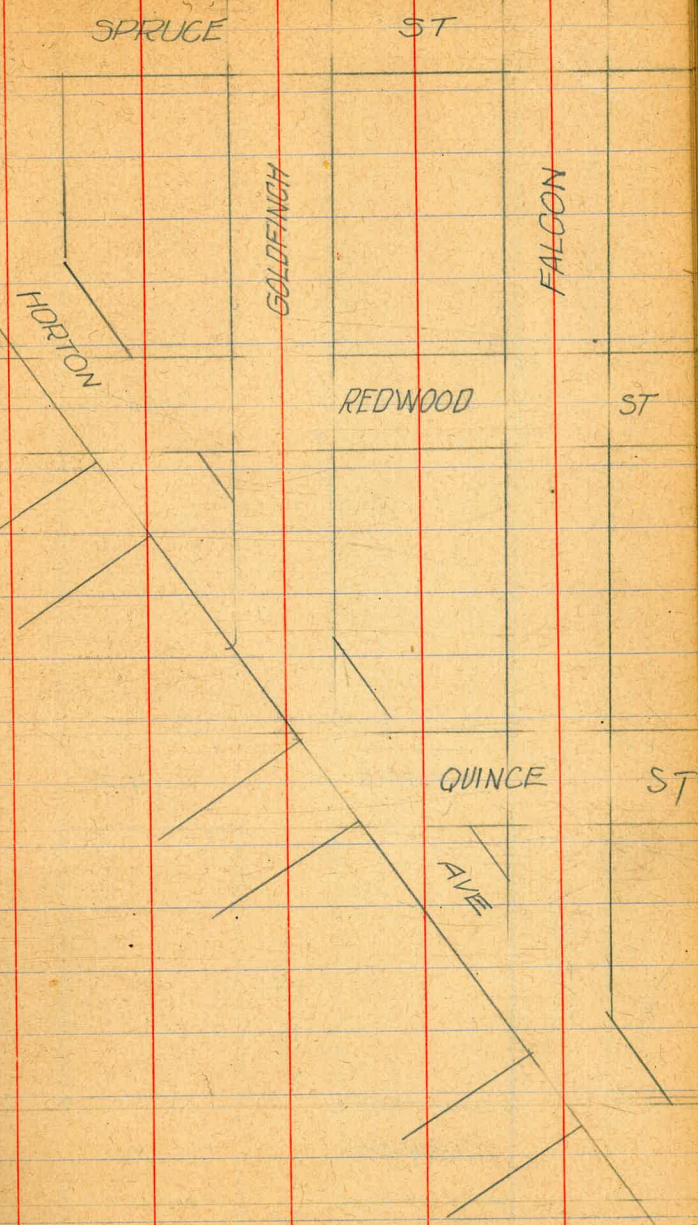 SPRUCE ST
GOLDFINCH
FALCON
HORTON
REDWOOD ST
QUINCE ST
AVE